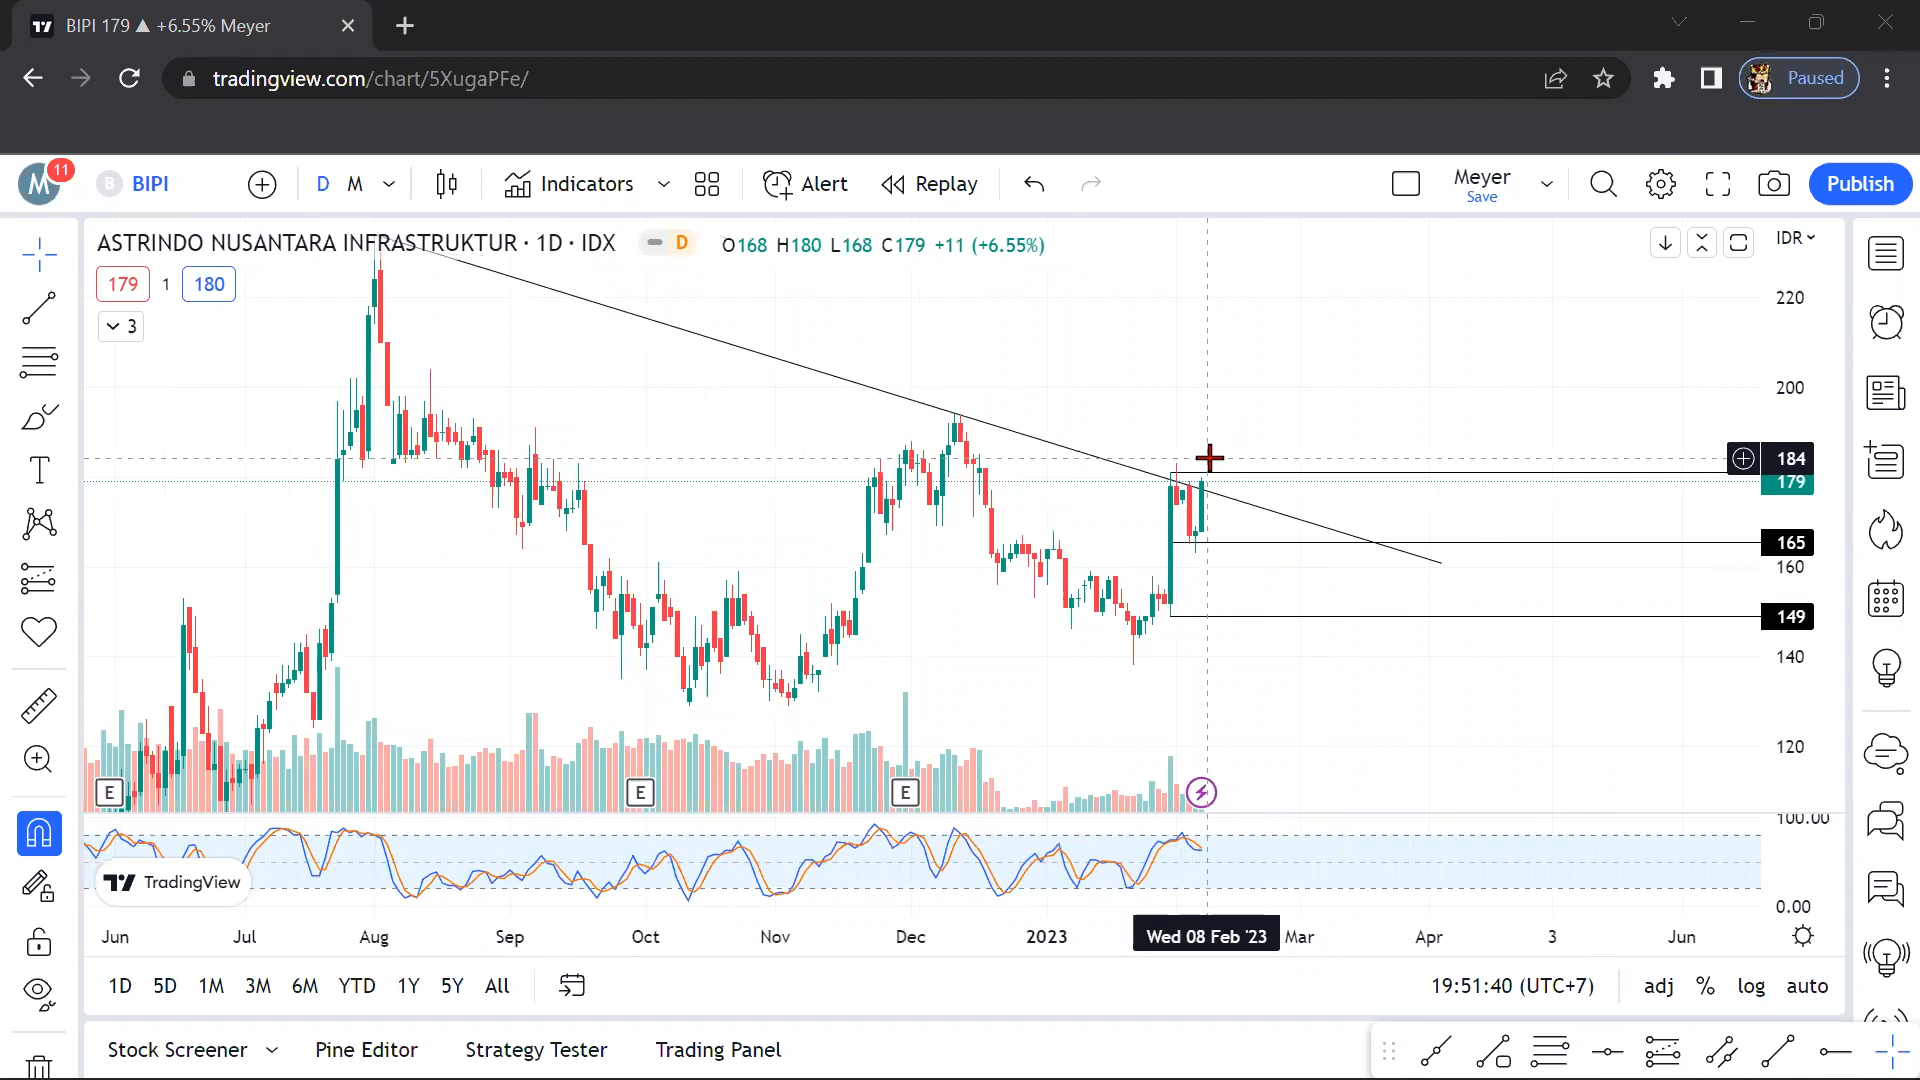 BIPI 179 ▲ +6.55% Meyer
tradingview.com/chart/5XugaPFe/
Paused
M 11 B BIPI D M Indicators Alert Replay Meyer Save Publish
ASTRINDO NUSANTARA INFRASTRUKTUR · 1D · IDX D O168 H180 L168 C179 +11 (+6.55%) IDR
179 1 180
3
220
200
184
179
165
160
149
140
120
E E E
100.00
TradingView
0.00
Jun Jul Aug Sep Oct Nov Dec 2023 Wed 08 Feb '23 Mar Apr 3 Jun
1D 5D 1M 3M 6M YTD 1Y 5Y All 19:51:40 (UTC+7) adj % log auto
Stock Screener Pine Editor Strategy Tester Trading Panel